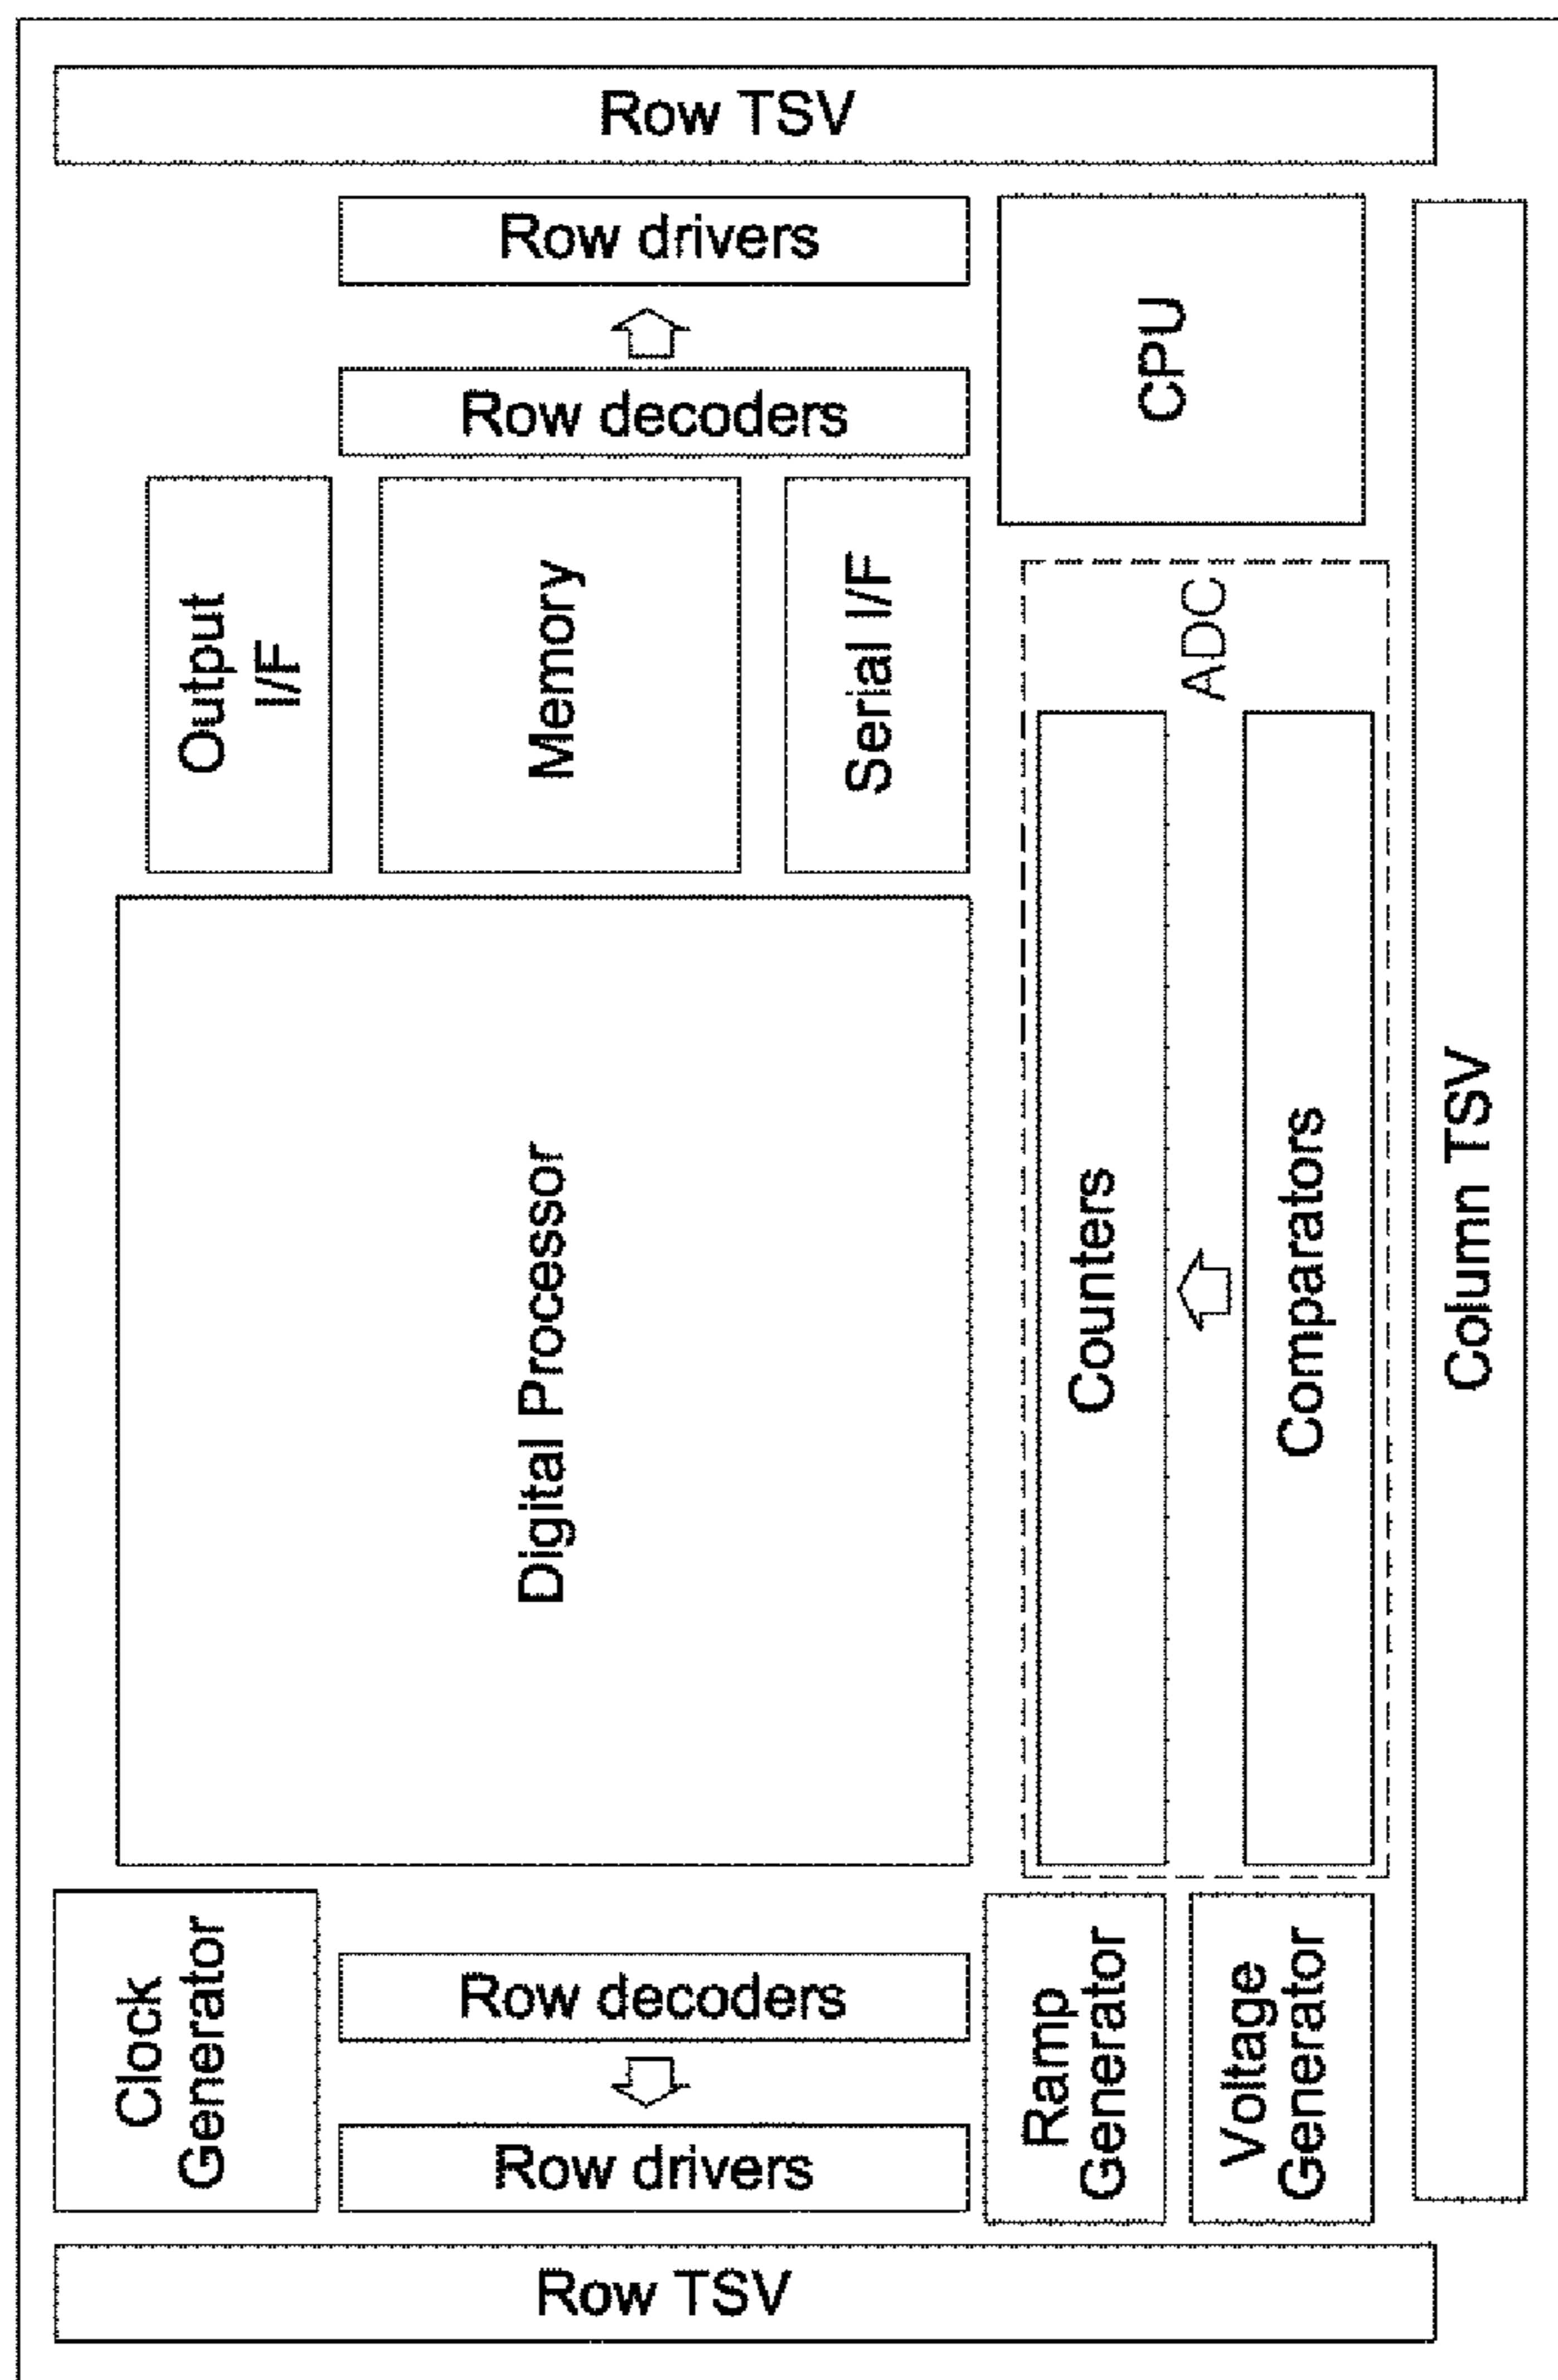 Row TSV
Row drivers
Row decoders
CPU
Output
I/F
Memory
Serial I/F
ADC
Digital Processor
Counters
Comparators
Column TSV
Clock
Generator
Row decoders
Row drivers
Ramp
Generator
Voltage
Generator
Row TSV